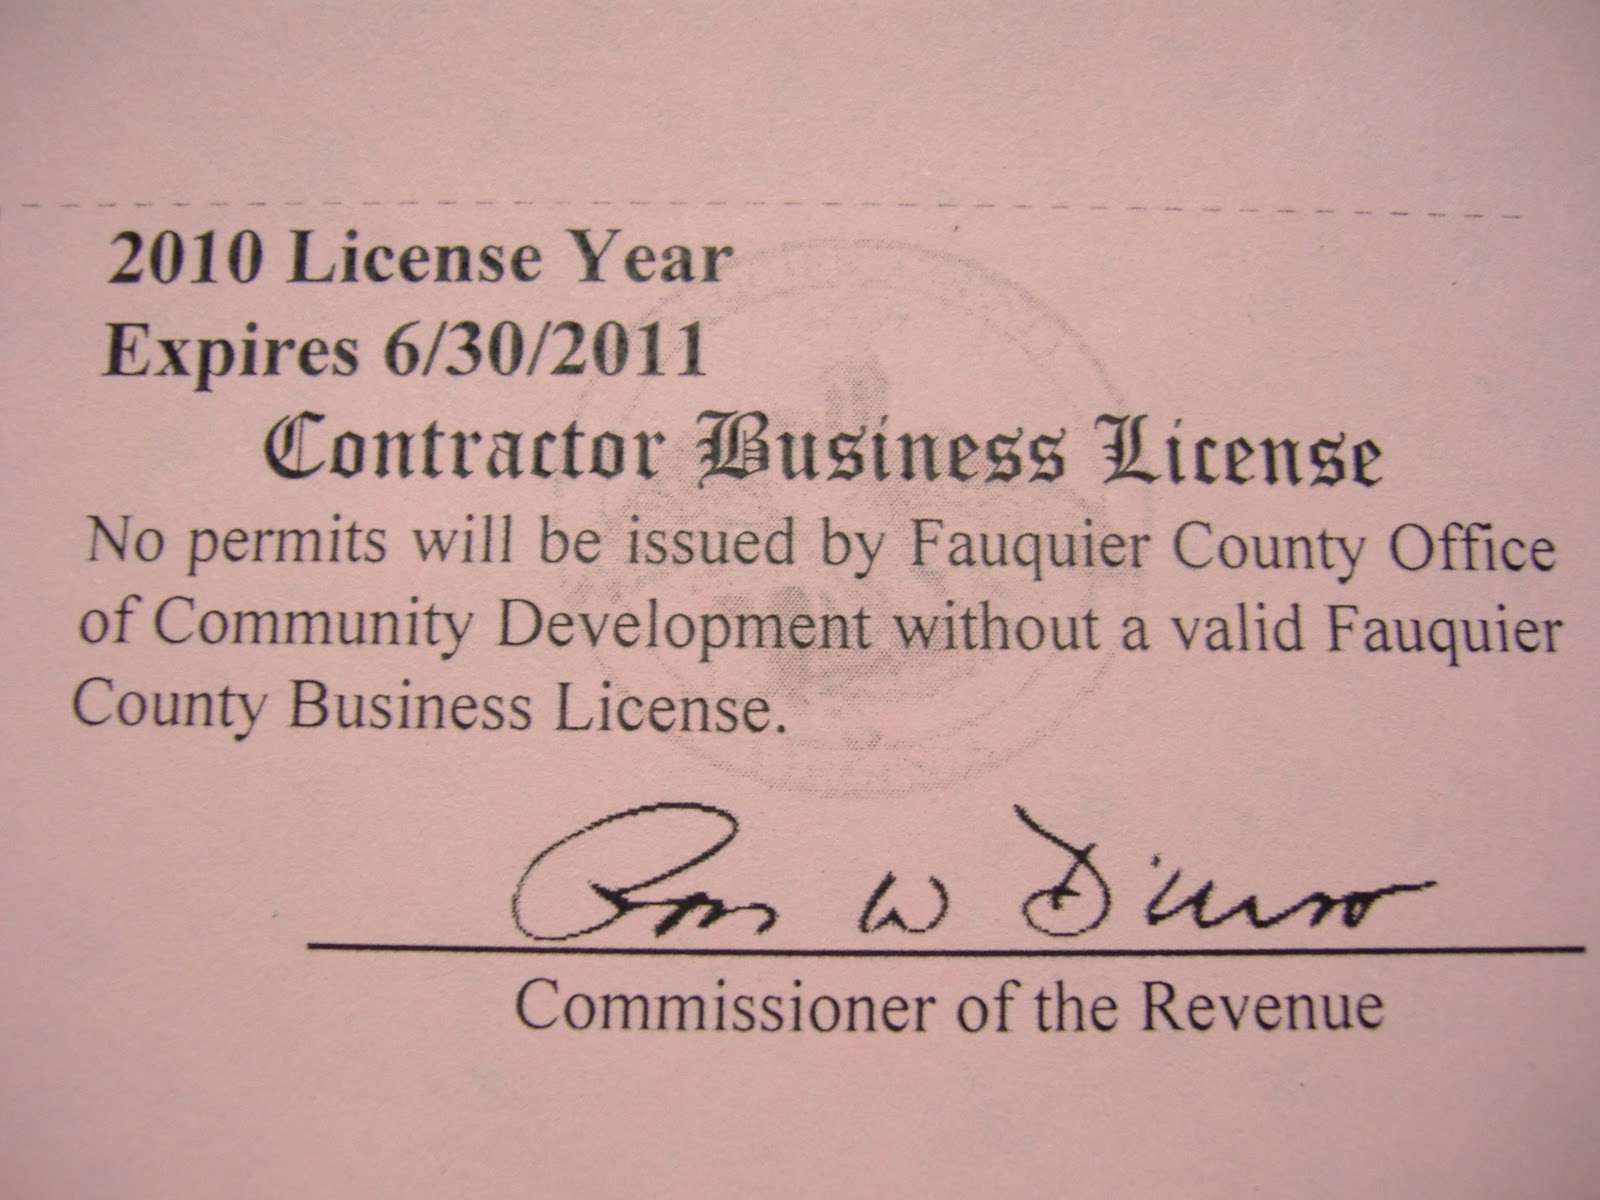 2010 License Year
Expires 6/30/2011
Contractor Business License
No permits will be issued by Fauquier County Office
of Community Development without a valid Fauquier
County Business License.
Commissioner of the Revenue